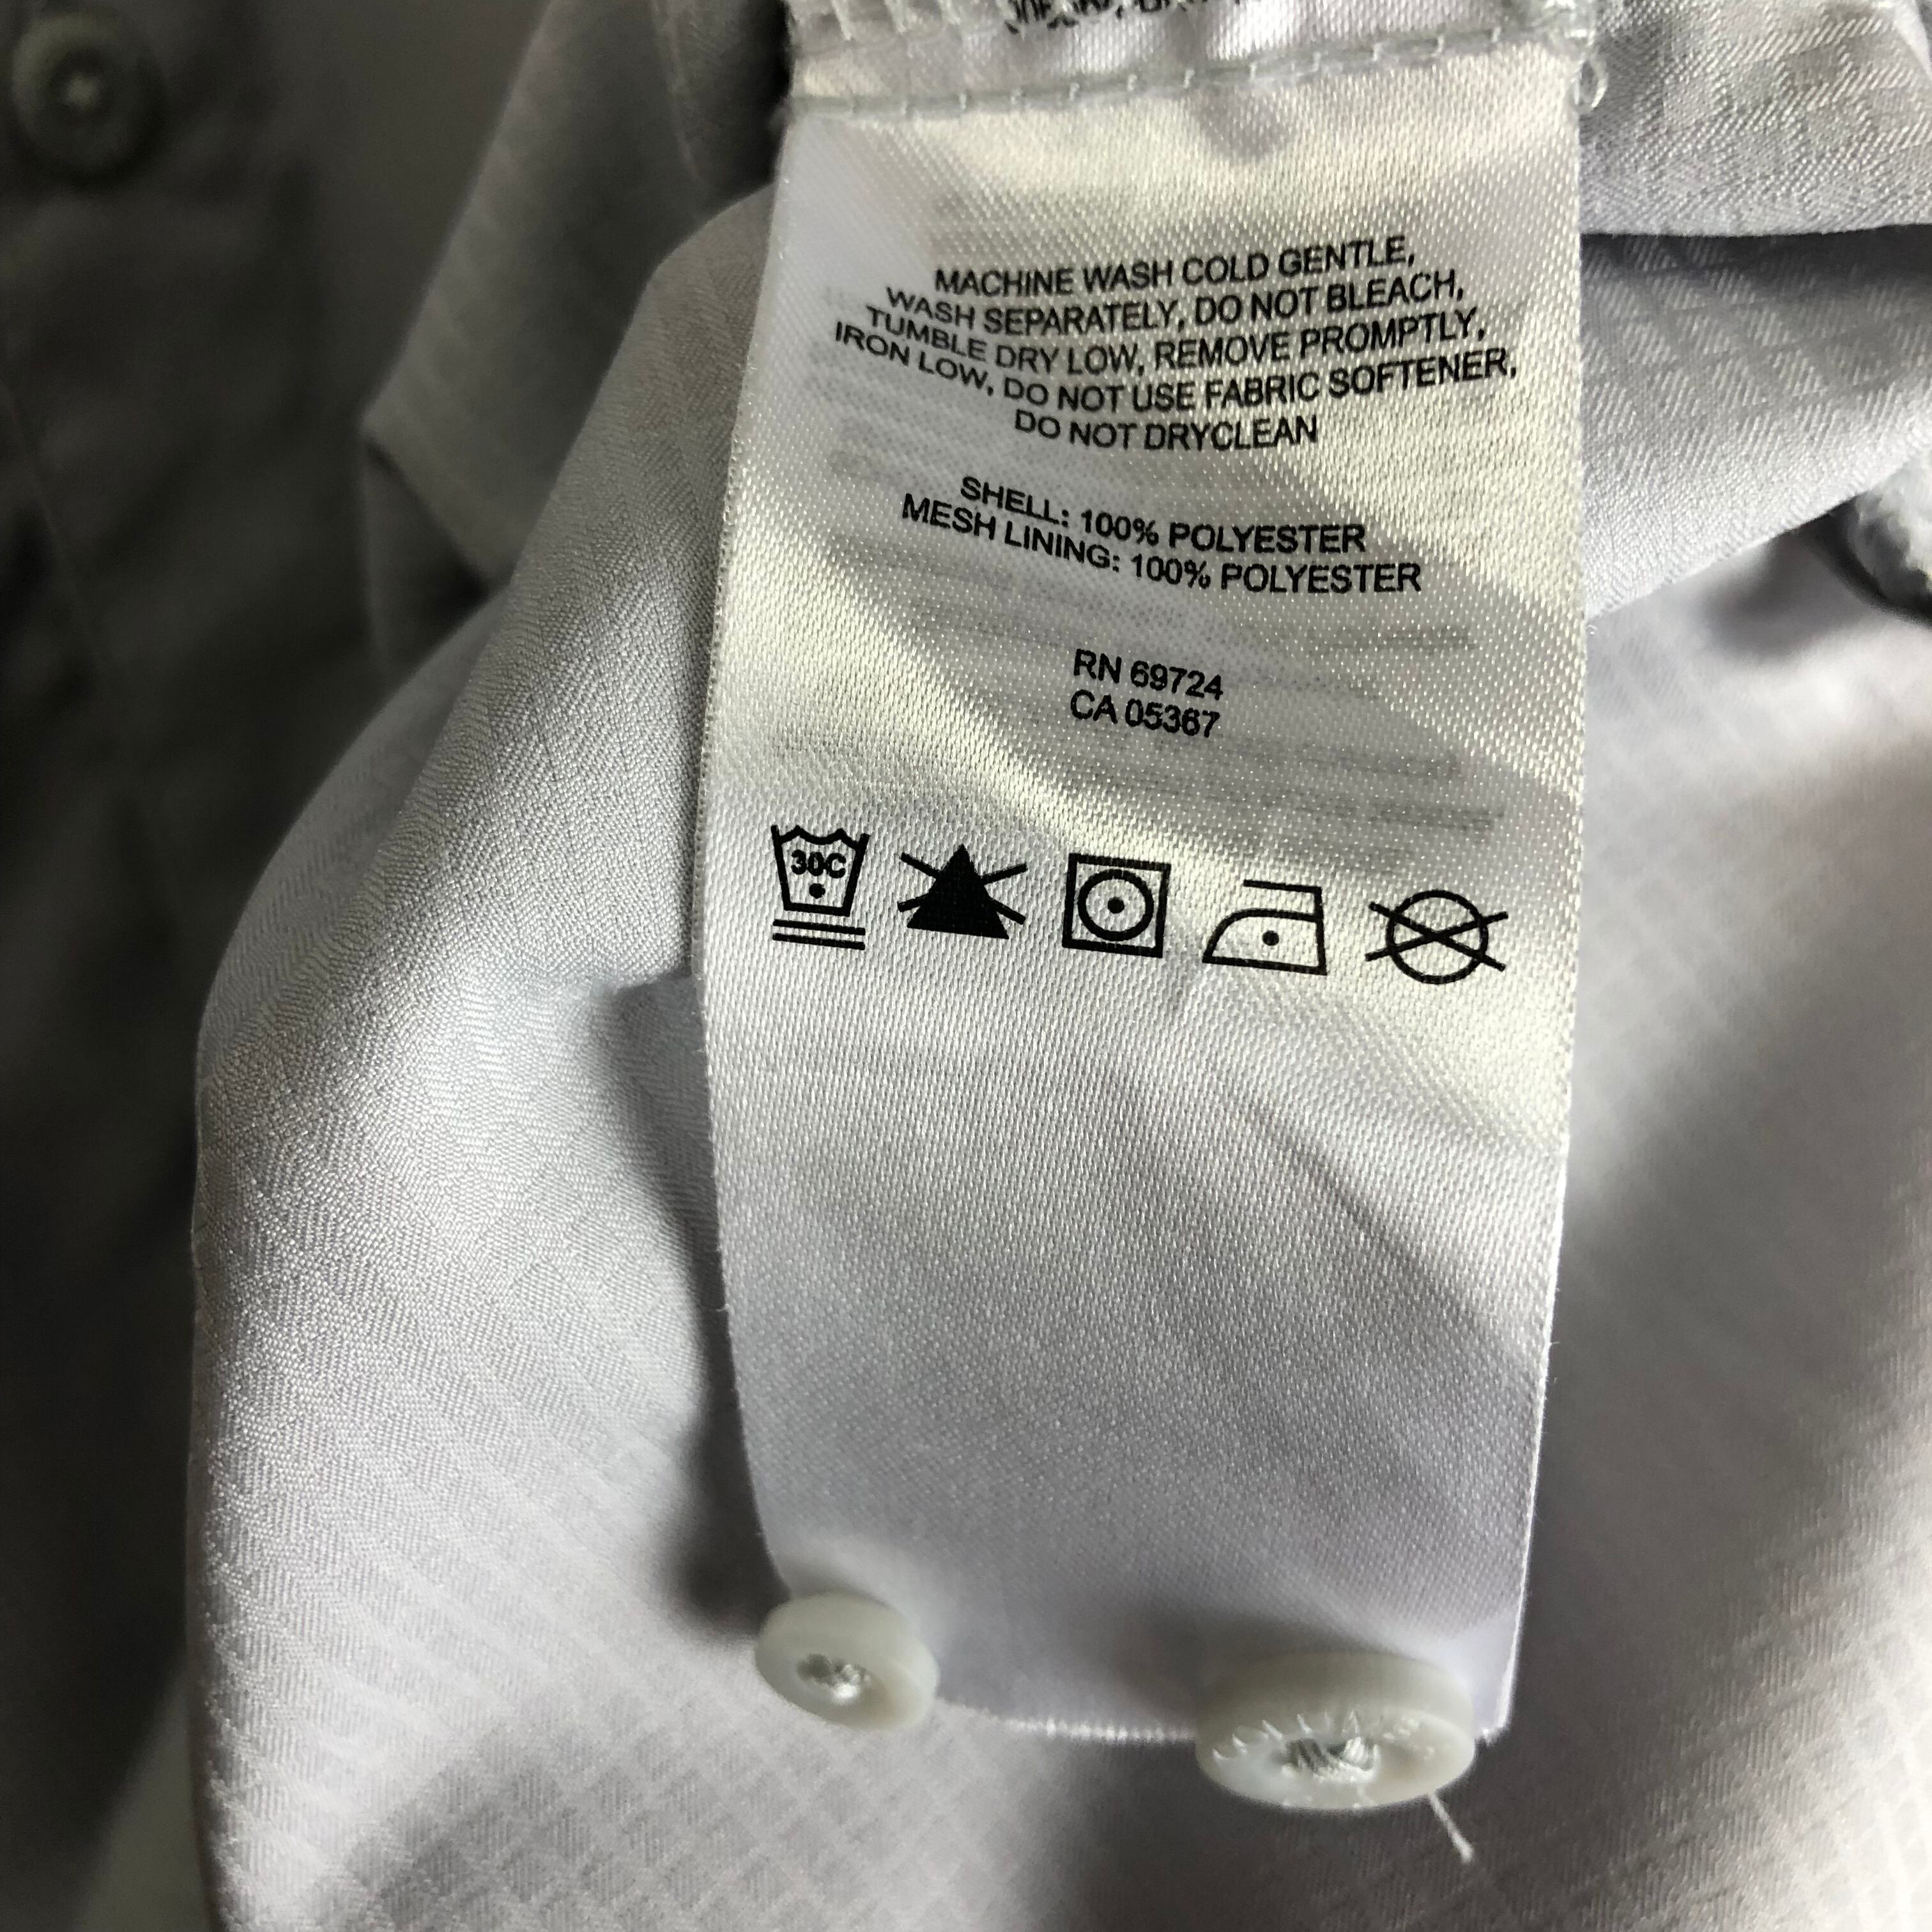 MACHINE WASH COLD GENTLE,
WASH SEPARATELY, DO NOT BLEACH,
TUMBLE DRY LOW, REMOVE PROMPTLY,
IRON LOW, DO NOT USE FABRIC SOFTENER,
DO NOT DRYCLEAN
SHELL: 100% POLYESTER
MESH LINING: 100% POLYESTER
RN 69724
CA 05367
30C